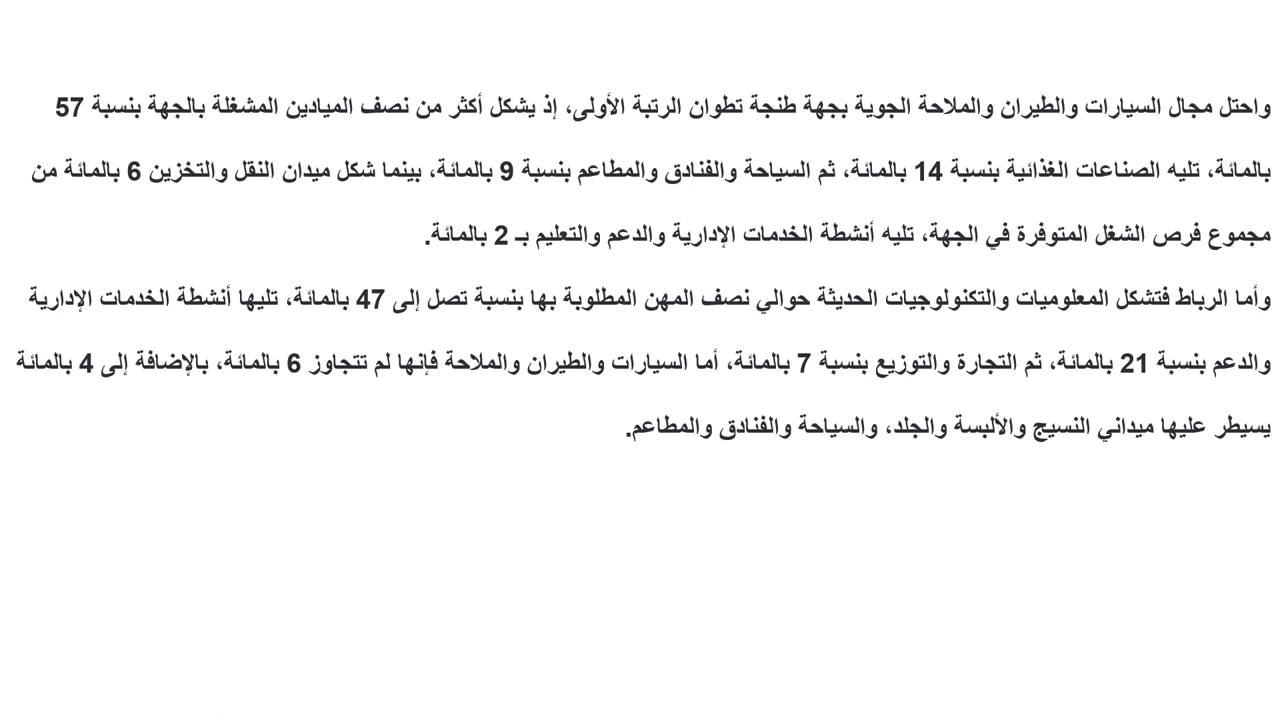 واحتل مجال السيارات والطيران والملاحة الجوية بجهة طنجة تطوان الرتبة الأولى، إذ يشكل أكثر من نصف الميادين المشغلة بالجهة بنسبة 57
بالمائة، تليه الصناعات الغذائية بنسبة 14 بالمائة، ثم السياحة والفنادق والمطاعم بنسبة 9 بالمائة، بينما شكل ميدان النقل والتخزين 6 بالمائة من
مجموع فرص الشغل المتوفرة في الجهة، تليه أنشطة الخدمات الإدارية والدعم والتعليم بـ 2 بالمائة.
وأما الرباط فتشكل المعلوميات والتكنولوجيات الحديثة حوالي نصف المهن المطلوبة بها بنسبة تصل إلى 47 بالمائة، تليها أنشطة الخدمات الإدارية
والدعم بنسبة 21 بالمائة، ثم التجارة والتوزيع بنسبة 7 بالمائة، أما السيارات والطيران والملاحة فإنها لم تتجاوز 6 بالمائة، بالإضافة إلى 4 بالمائة
يسيطر عليها ميداني النسيج والألبسة والجلد، والسياحة والفنادق والمطاعم.